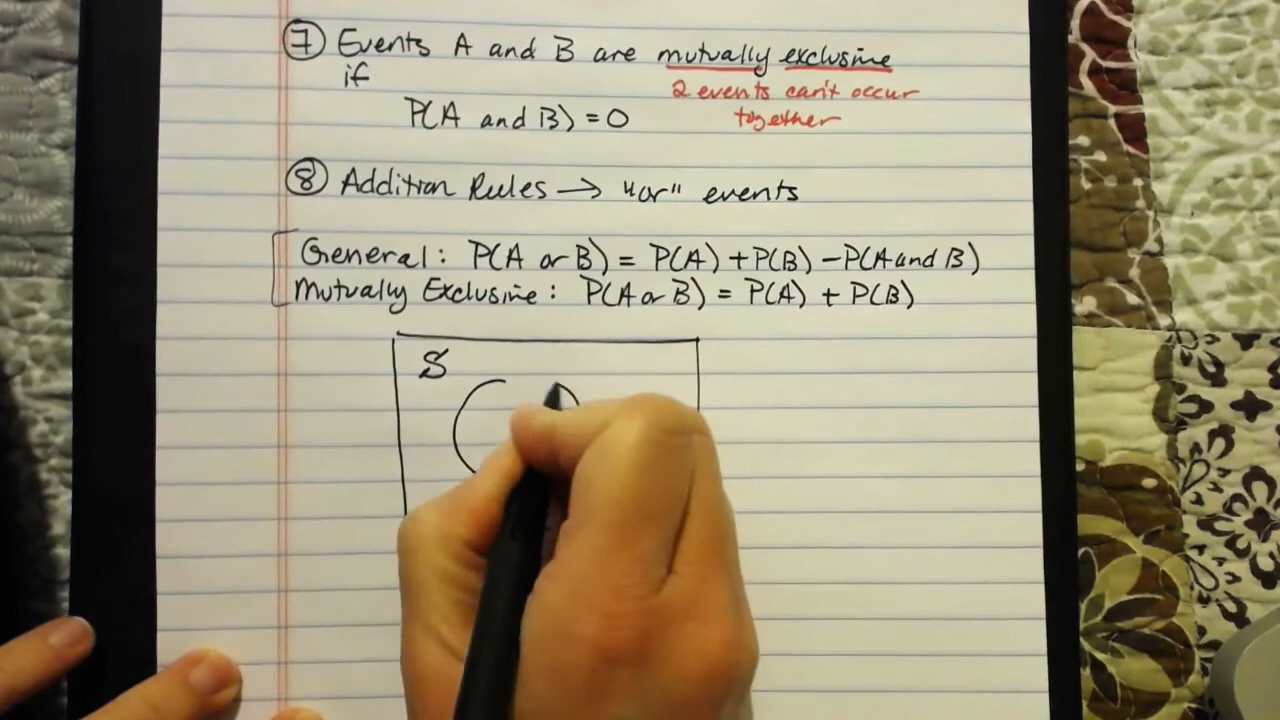 ⑦ Events A and B are mutually exclusive
if
2 events can't occur
P(A and B) = 0
together
⑧ Addition Rules → "or" events
General: P(A or B) = P(A) + P(B) - P(A and B)
Mutually Exclusive: P(A or B) = P(A) + P(B)
S